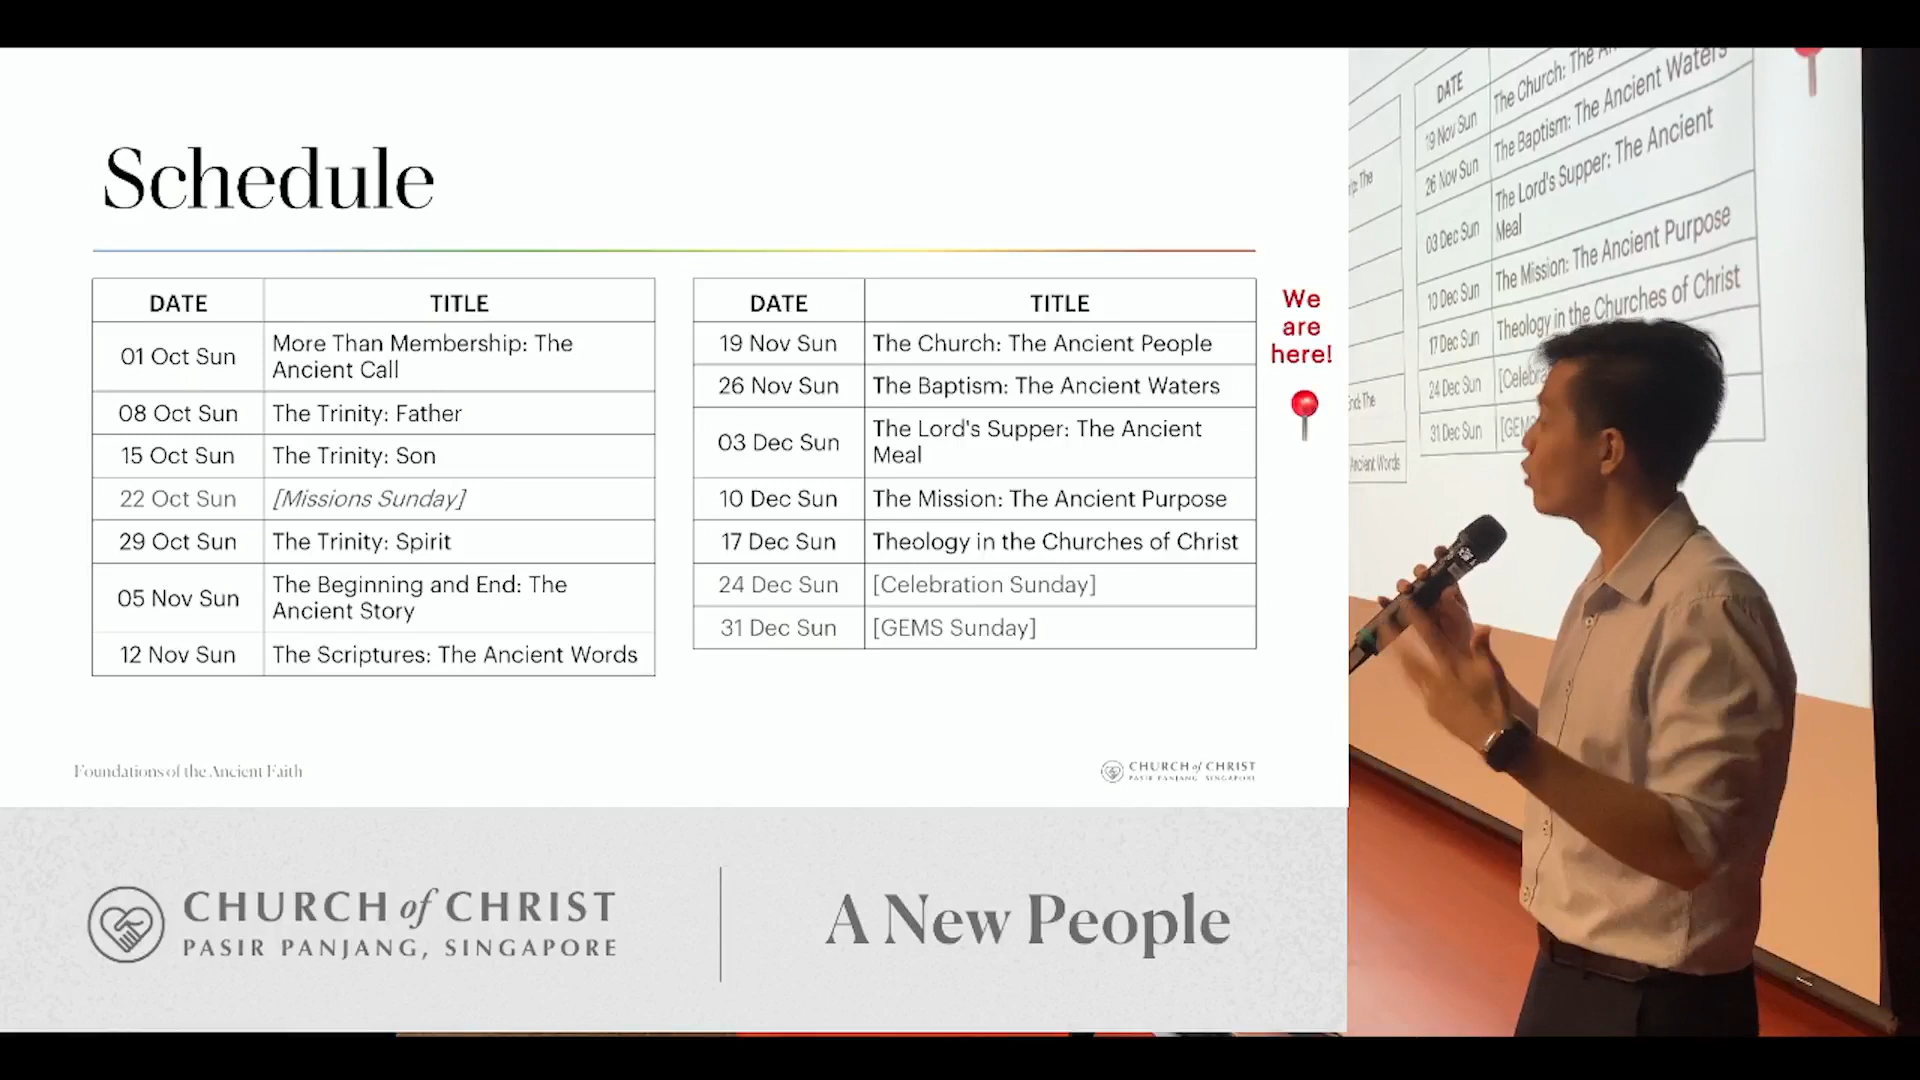 Schedule
DATE TITLE
01 Oct Sun More Than Membership: The
Ancient Call
08 Oct Sun The Trinity: Father
15 Oct Sun The Trinity: Son
22 Oct Sun [Missions Sunday]
29 Oct Sun The Trinity: Spirit
05 Nov Sun The Beginning and End: The
Ancient Story
12 Nov Sun The Scriptures: The Ancient Words
DATE TITLE
19 Nov Sun The Church: The Ancient People
26 Nov Sun The Baptism: The Ancient Waters
03 Dec Sun The Lord's Supper: The Ancient
Meal
10 Dec Sun The Mission: The Ancient Purpose
17 Dec Sun Theology in the Churches of Christ
24 Dec Sun [Celebration Sunday]
31 Dec Sun [GEMS Sunday]
We
are
here!
Foundations of the Ancient Faith
CHURCH of CHRIST
PASIR PANJANG, SINGAPORE
CHURCH of CHRIST
PASIR PANJANG, SINGAPORE
A New People
The
The
Ancient Words
DATE
19 Nov Sun The Church: The
26 Nov Sun The Baptism: The Ancient Waters
03 Dec Sun The Lord's Supper: The Ancient
Meal
10 Dec Sun The Mission: The Ancient Purpose
17 Dec Sun Theology in the Churches of Christ
24 Dec Sun
31 Dec Sun